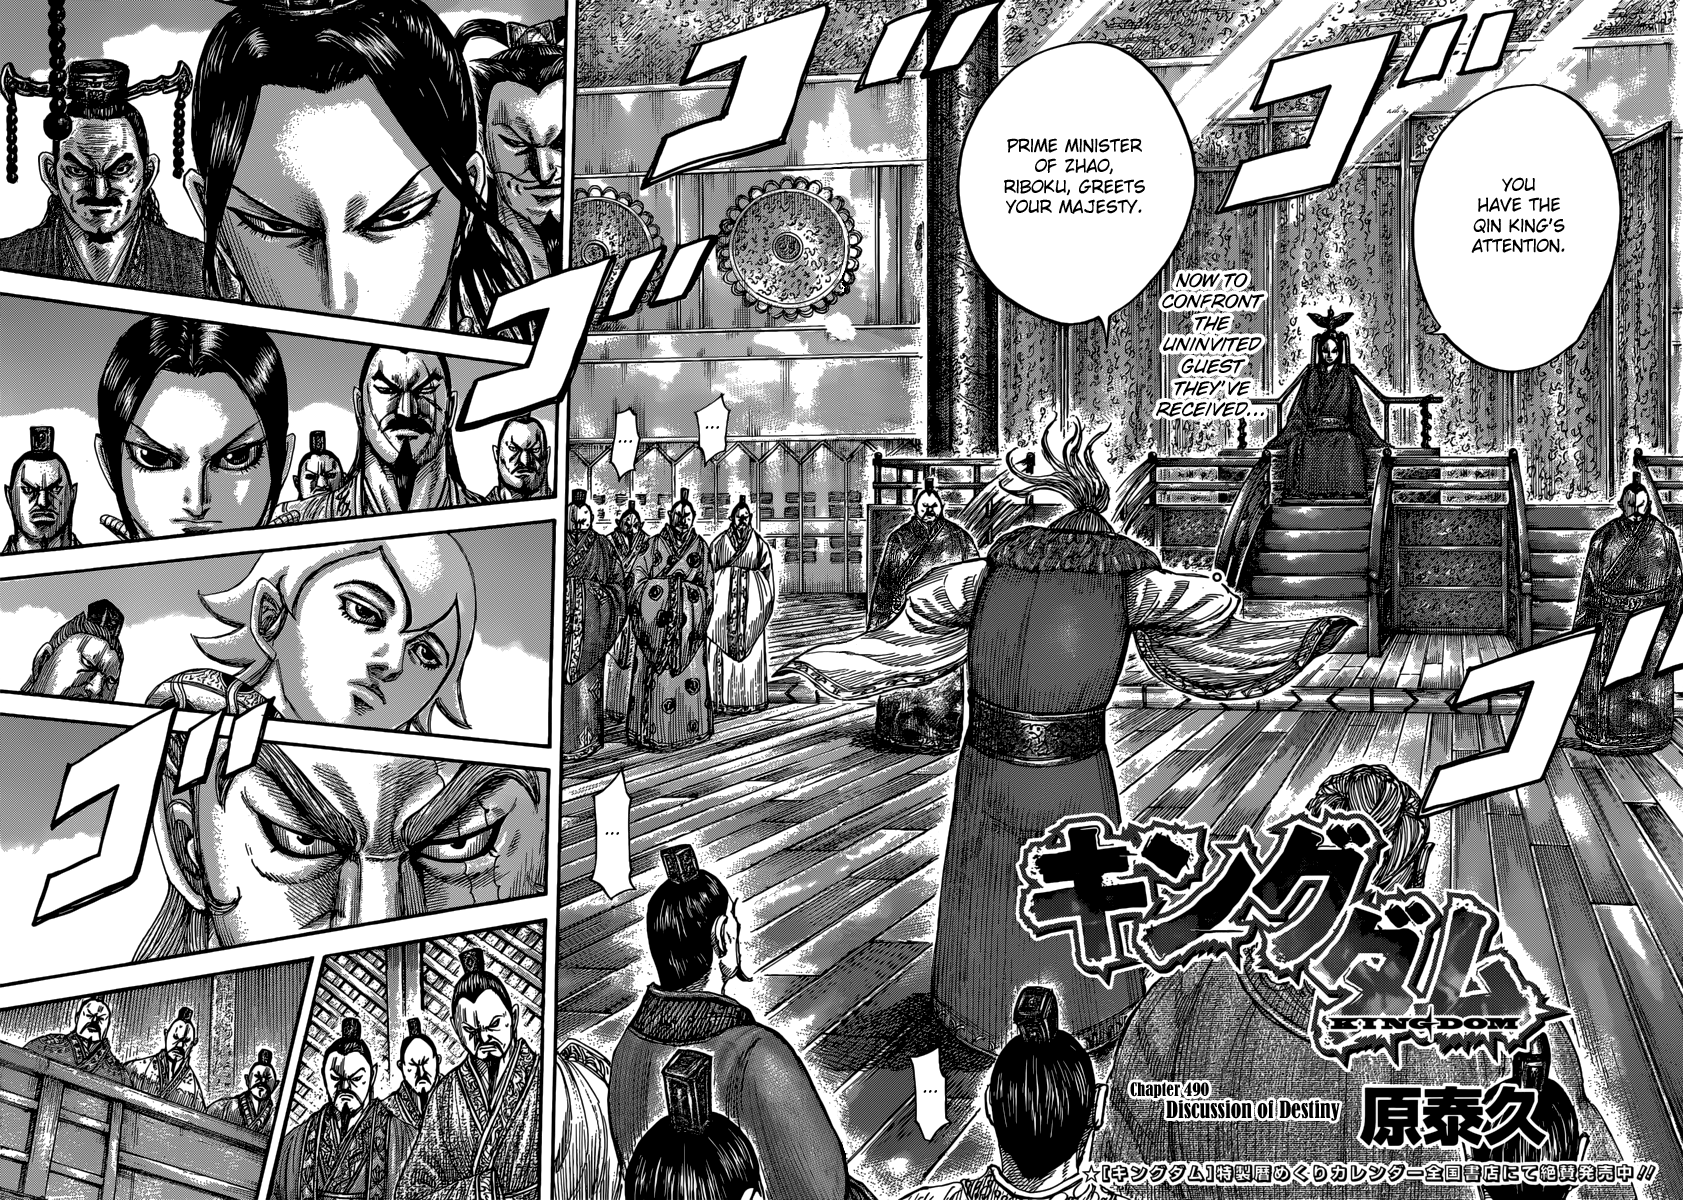 YOU
HAVE THE
QIN KING'S
ATTENTION.
PRIME MINISTER
OF ZHAO,
RIBOKU, GREETS
YOUR MAJESTY.
NOW TO
CONFRONT
THE
UNINVITED
GUEST
THEY'VE
RECEIVED...
ゴ
ゴ
ゴ
ゴ
ゴ
...
...
...
...
キングダム
KINGDOM
Chapter 490
Discussion of Destiny
原泰久
☆[キングダム]特製暦めくりカレンダー全国書店にて絶賛発売中!!